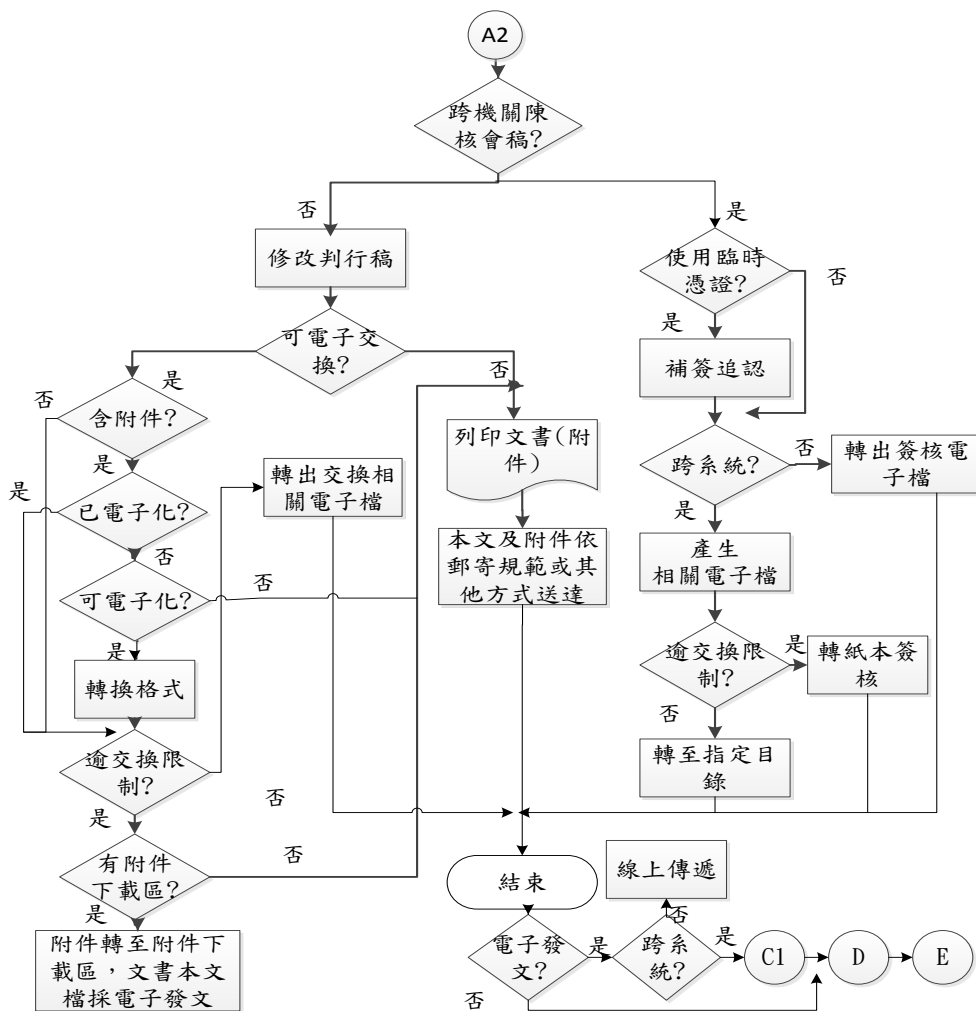 A2
跨機關陳
核會稿?
否
是
修改判行稿
使用臨時
憑證?
否
是
可電子交
換?
是
否
補簽追認
否
含附件?
是
列印文書(附
件)
跨系統?
否
轉出簽核電
子檔
是
是
已電子化?
轉出交換相
關電子檔
否
本文及附件依
郵寄規範或其
他方式送達
產生
相關電子檔
可電子化?
否
是
轉換格式
逾交換限
制?
是
轉紙本簽
核
否
逾交換限
制?
否
是
轉至指定目
錄
有附件
下載區?
否
是
結束
線上傳遞
否
附件轉至附件下
載區，文書本文
檔採電子發文
電子發
文?
是
跨系統?
是
C1
D
E
否